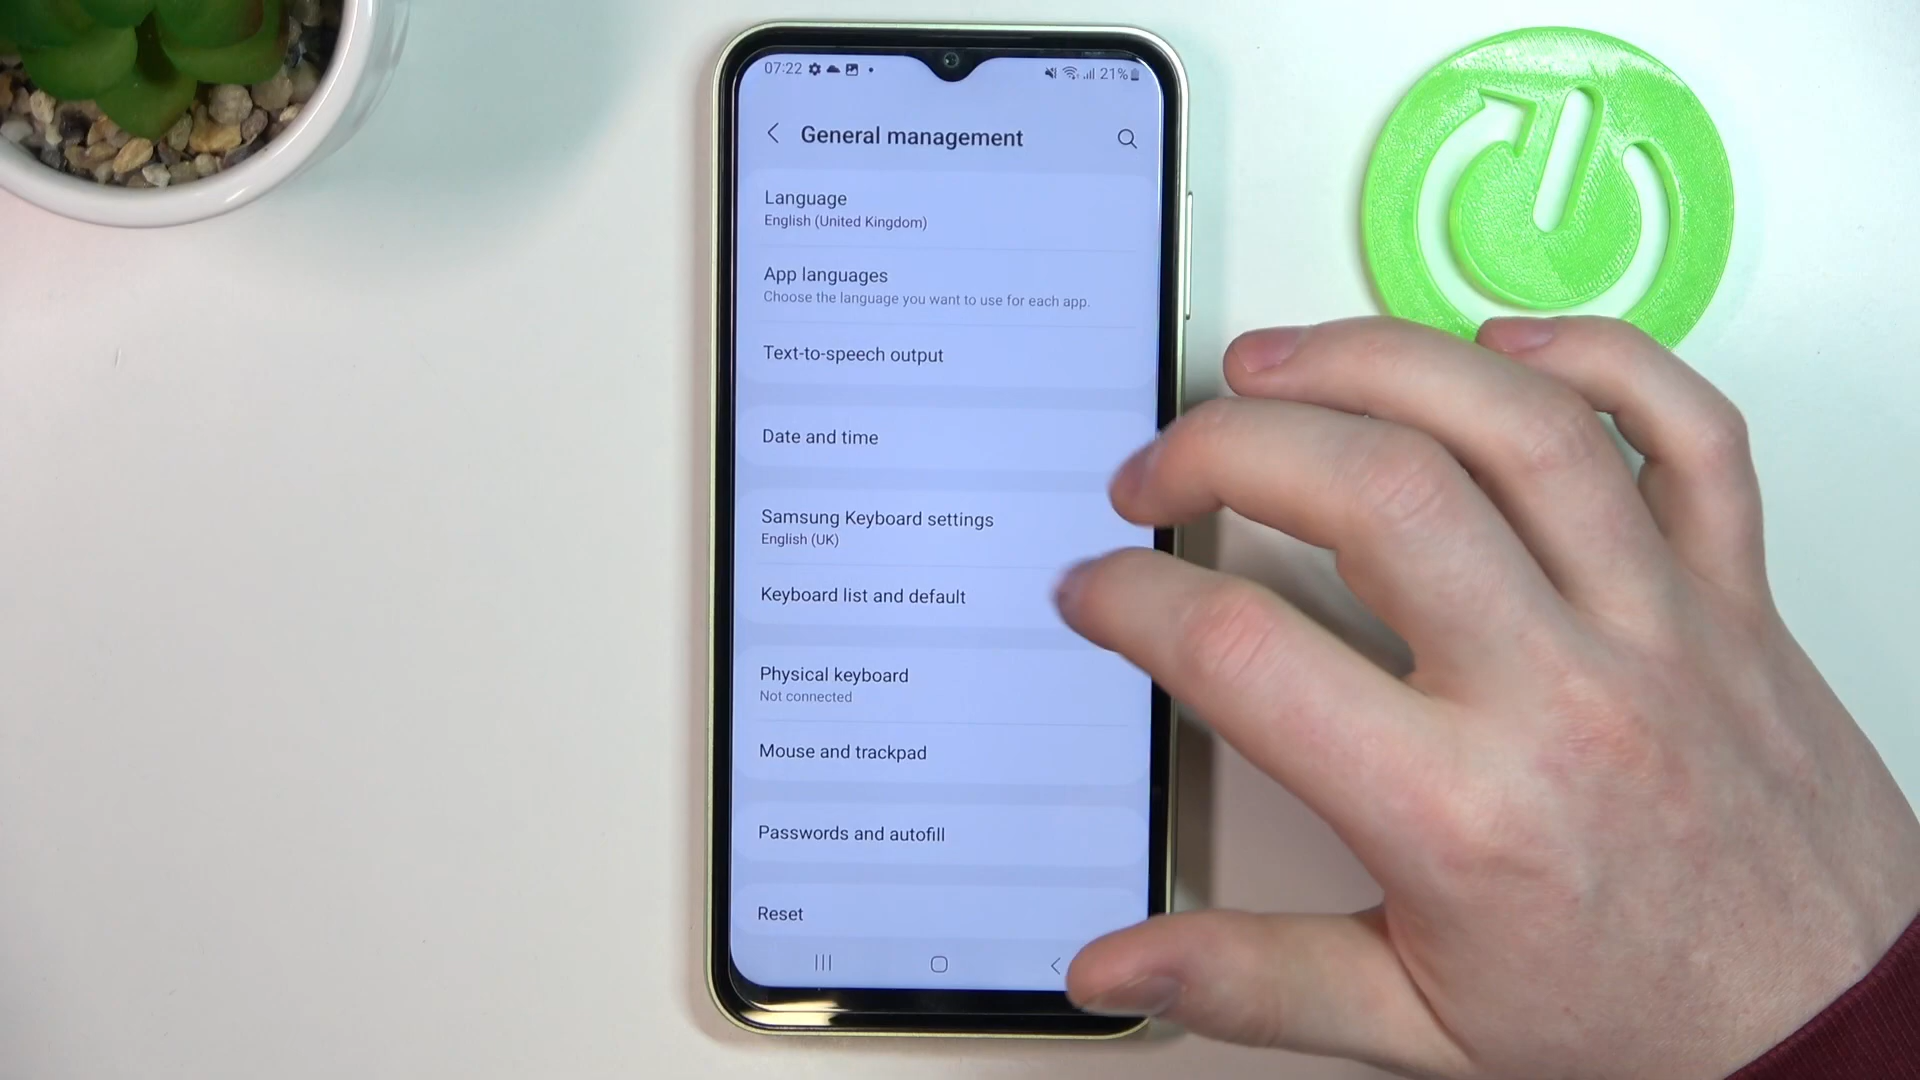 07:22 21%
General management
Language
English (United Kingdom)
App languages
Choose the language you want to use for each app.
Text-to-speech output
Date and time
Samsung Keyboard settings
English (UK)
Keyboard list and default
Physical keyboard
Not connected
Mouse and trackpad
Passwords and autofill
Reset